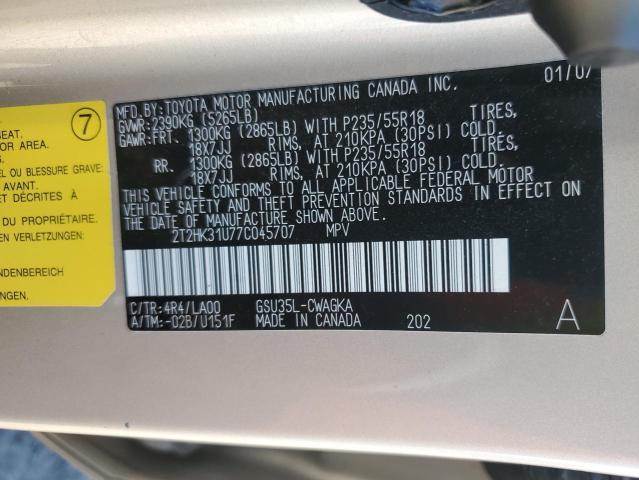 7
EAT.
OR AREA.
EL OU BLESSURE GRAVE:
AVANT.
ET DÉCRITES À
DU PROPRIÉTAIRE.
EN VERLETZUNGEN:
NDENBEREICH
01/07
MFD.BY:TOYOTA MOTOR MANUFACTURING CANADA INC.
GVWR:2390KG (5265LB)
GAWR:FRT. 1300KG (2865LB) WITH P235/55R18 TIRES,
18X7JJ RIMS, AT 210KPA (30PSI) COLD.
RR. 1300KG (2865LB) WITH P235/55R18 TIRES,
18X7JJ RIMS, AT 210KPA (30PSI) COLD.
THIS VEHICLE CONFORMS TO ALL APPLICABLE FEDERAL MOTOR
VEHICLE SAFETY AND THEFT PREVENTION STANDARDS IN EFFECT ON
THE DATE OF MANUFACTURE SHOWN ABOVE.
2T2HK31U77C045707 MPV
C/TR:4R4/LA00 GSU35L-CWAGKA
A/TM:-02B/U151F MADE IN CANADA 202 A